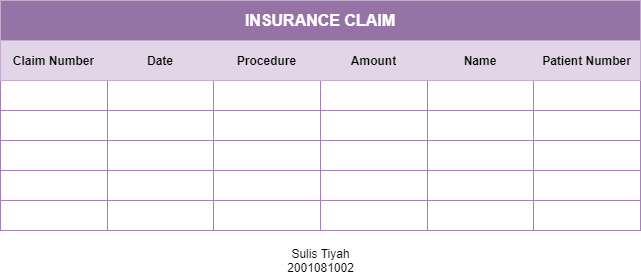 INSURANCE CLAIM
Claim Number Date Procedure Amount Name Patient Number
Sulis Tiyah
2001081002